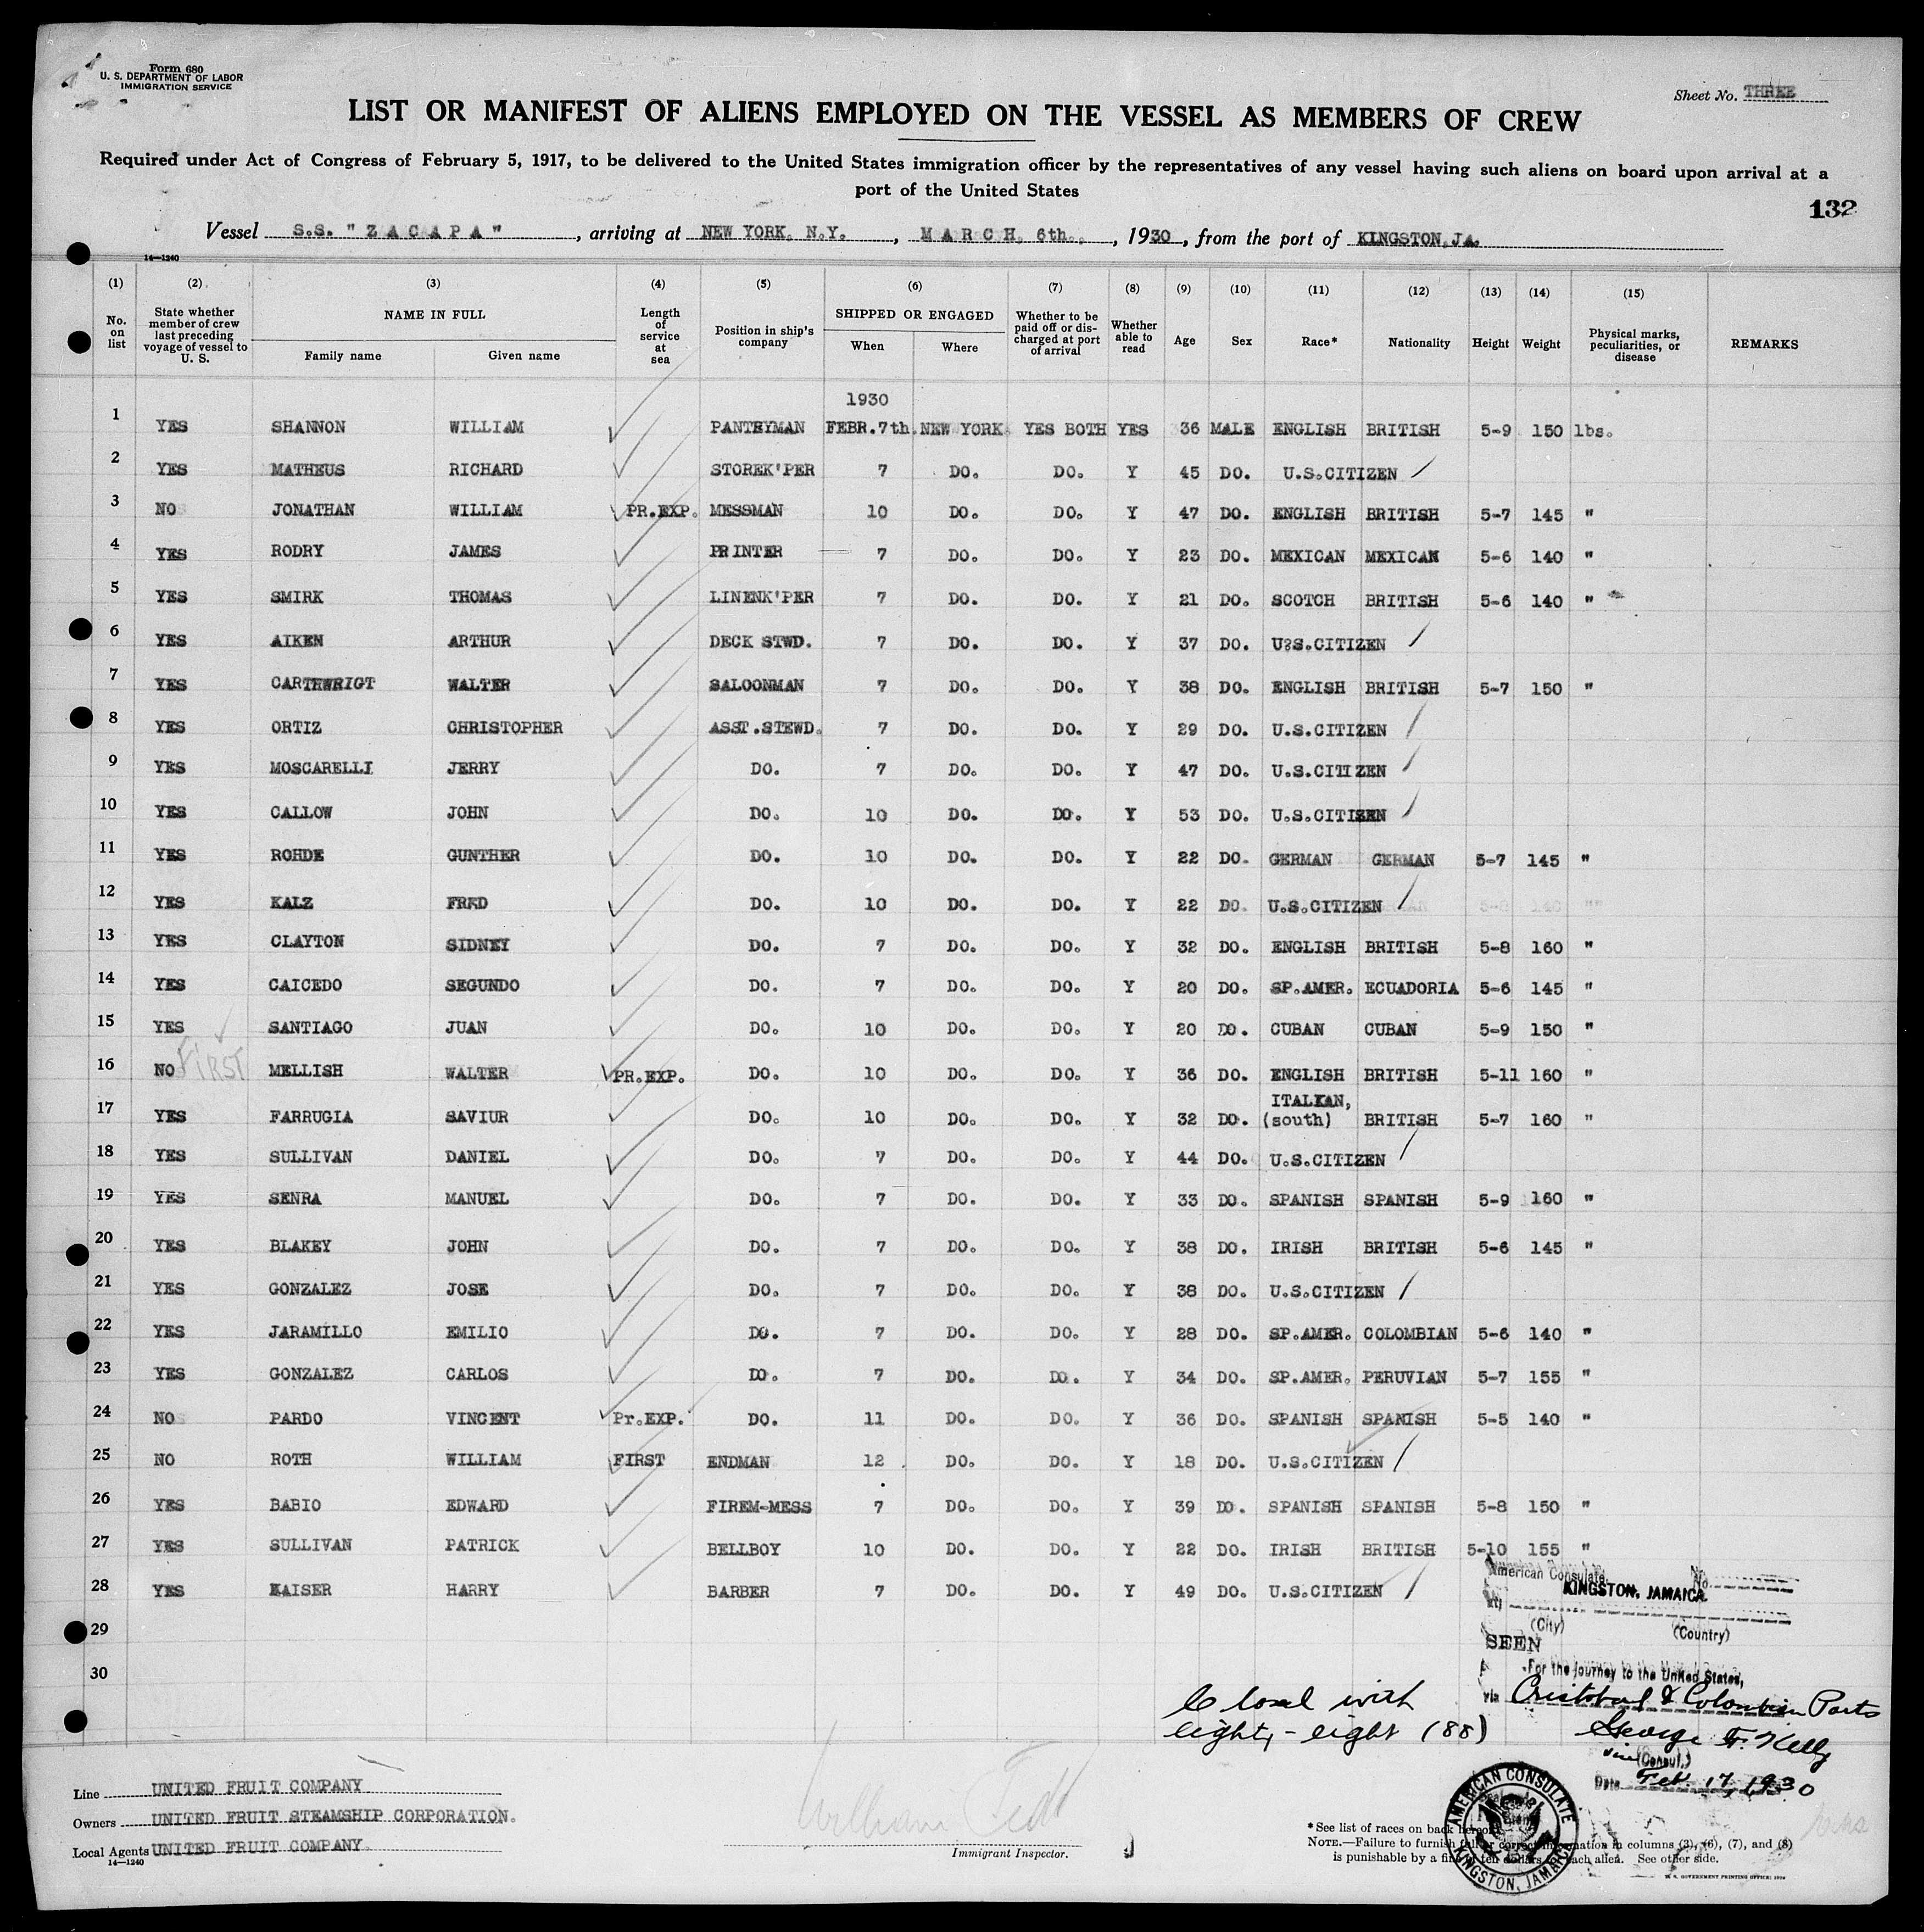 Form 680
U. S. DEPARTMENT OF LABOR
IMMIGRATION SERVICE
Sheet No. THREE
LIST OR MANIFEST OF ALIENS EMPLOYED ON THE VESSEL AS MEMBERS OF CREW
Required under Act of Congress of February 5, 1917, to be delivered to the United States immigration officer by the representatives of any vessel having such aliens on board upon arrival at a
port of the United States
132
Vessel S.S. "ZACAPA", arriving at NEW YORK, N.Y., MARCH 6th., 1930, from the port of KINGSTON, JA.
14—1240
(1) (2) (3) (4) (5) (6) (7) (8) (9) (10) (11) (12) (13) (14) (15)
No. on list State whether member of crew last preceding voyage of vessel to U. S. NAME IN FULL Family name Given name Length of service at sea Position in ship's company SHIPPED OR ENGAGED When Where Whether to be paid off or discharged at port of arrival Whether able to read Age Sex Race* Nationality Height Weight Physical marks, peculiarities, or disease REMARKS
1930
1 YES SHANNON WILLIAM PANTRYMAN FEBR.7th. NEW YORK YES BOTH YES 36 MALE ENGLISH BRITISH 5-9 150 lbs.
2 YES MATHEUS RICHARD STOREK'PER 7 DO. DO. Y 45 DO. U.S.CITIZEN
3 NO JONATHAN WILLIAM PR.EXP. MESSMAN 10 DO. DO. Y 47 DO. ENGLISH BRITISH 5-7 145 "
4 YES RODRY JAMES PRINTER 7 DO. DO. Y 23 DO. MEXICAN MEXICAN 5-6 140 "
5 YES SMIRK THOMAS LINENK'PER 7 DO. DO. Y 21 DO. SCOTCH BRITISH 5-6 140 "
6 YES AIKEN ARTHUR DECK STWD. 7 DO. DO. Y 37 DO. U?S.CITIZEN
7 YES CARTHWRIGT WALTER SALOONMAN 7 DO. DO. Y 38 DO. ENGLISH BRITISH 5-7 150 "
8 YES ORTIZ CHRISTOPHER ASST.STEWD. 7 DO. DO. Y 29 DO. U.S.CITIZEN
9 YES MOSCARELLI JERRY DO. 7 DO. DO. Y 47 DO. U.S.CITIZEN
10 YES CALLOW JOHN DO. 10 DO. DO. Y 53 DO. U.S.CITIZEN
11 YES ROHDE GUNTHER DO. 10 DO. DO. Y 22 DO. GERMAN GERMAN 5-7 145 "
12 YES KALZ FRED DO. 10 DO. DO. Y 22 DO. U.S.CITIZEN
13 YES CLAYTON SIDNEY DO. 7 DO. DO. Y 32 DO. ENGLISH BRITISH 5-8 160 "
14 YES CAICEDO SEGUNDO DO. 7 DO. DO. Y 20 DO. SP.AMER. ECUADORIA 5-6 145 "
15 YES SANTIAGO JUAN DO. 10 DO. DO. Y 20 DO. CUBAN CUBAN 5-9 150 "
16 NO FIRST MELLISH WALTER PR.EXP. DO. 10 DO. DO. Y 36 DO. ENGLISH BRITISH 5-11 160 "
17 YES FARRUGIA SAVIUR DO. 10 DO. DO. Y 32 DO. ITALIAN, (south) BRITISH 5-7 160 "
18 YES SULLIVAN DANIEL DO. 7 DO. DO. Y 44 DO. U.S.CITIZEN
19 YES SENRA MANUEL DO. 7 DO. DO. Y 33 DO. SPANISH SPANISH 5-9 160 "
20 YES BLAKEY JOHN DO. 7 DO. DO. Y 38 DO. IRISH BRITISH 5-6 145 "
21 YES GONZALEZ JOSE DO. 7 DO. DO. Y 38 DO. U.S.CITIZEN
22 YES JARAMILLO EMILIO DO. 7 DO. DO. Y 28 DO. SP.AMER. COLOMBIAN 5-6 140 "
23 YES GONZALEZ CARLOS DO. 7 DO. DO. Y 34 DO. SP.AMER. PERUVIAN 5-7 155 "
24 NO PARDO VINCENT Pr.EXP. DO. 11 DO. DO. Y 36 DO. SPANISH SPANISH 5-5 140 "
25 NO ROTH WILLIAM FIRST ENDMAN 12 DO. DO. Y 18 DO. U.S.CITIZEN
26 YES BABIO EDWARD FIREM-MESS 7 DO. DO. Y 39 DO. SPANISH SPANISH 5-8 150 "
27 YES SULLIVAN PATRICK BELLBOY 10 DO. DO. Y 22 DO. IRISH BRITISH 5-10 155 "
28 YES KAISER HARRY BARBER 7 DO. DO. Y 49 DO. U.S.CITIZEN
29
30
American Consulate No.
KINGSTON, JAMAICA
(City) (Country)
SEEN
For the journey to the United States,
via Cristobal & Colombian Ports
George F. Kelly
Vice (Consul.)
Date Feb. 17, 1930
Closed with
eighty-eight (88)
Line UNITED FRUIT COMPANY
Owners UNITED FRUIT STEAMSHIP CORPORATION.
Local Agents UNITED FRUIT COMPANY.
14—1240
William
Immigrant Inspector.
AMERICAN CONSULATE
KINGSTON, JAMAICA
*See list of races on back hereof.
NOTE.—Failure to furnish full or correct information in columns (3), (6), (7), and (8)
is punishable by a fine of ten dollars for each alien. See other side.
U. S. GOVERNMENT PRINTING OFFICE: